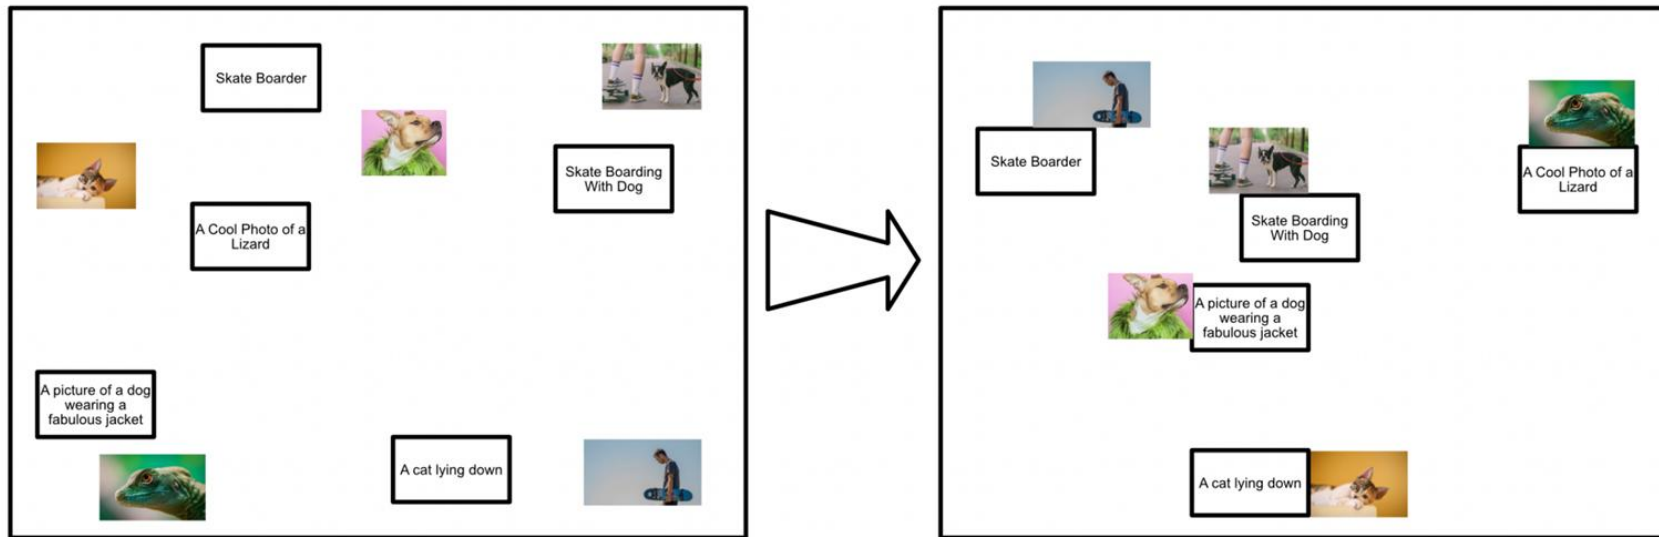 Skate Boarder
Skate Boarding
With Dog
A Cool Photo of a
Lizard
A picture of a dog
wearing a
fabulous jacket
A cat lying down
Skate Boarder
A Cool Photo of a
Lizard
Skate Boarding
With Dog
A picture of a dog
wearing a
fabulous jacket
A cat lying down